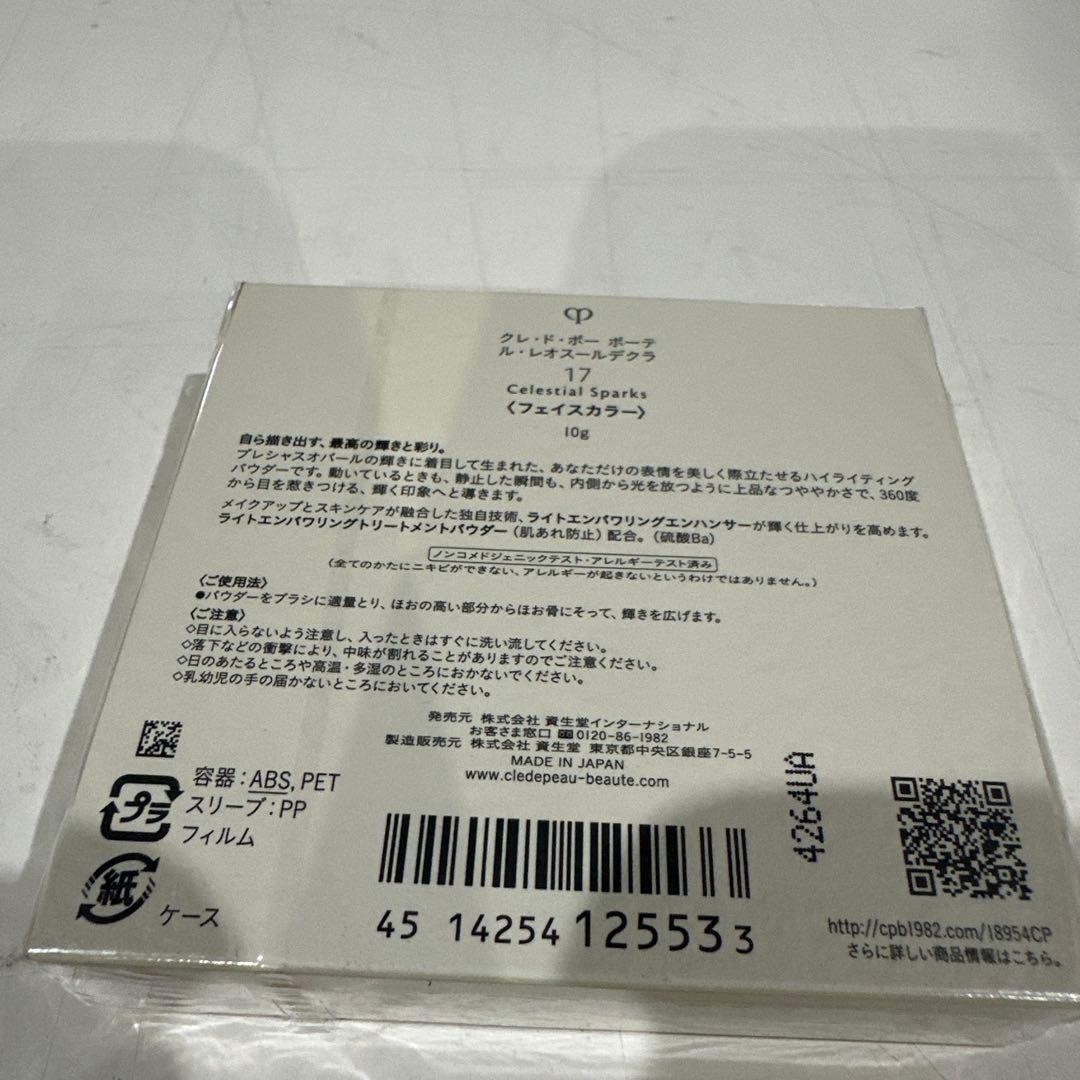 クレ・ド・ポー ボーテ
ル・レオスールデクラ
17
Celestial Sparks
〈フェイスカラー〉
10g
自ら描き出す、最高の輝きと彩り。
プレシャスオパールの輝きに着目して生まれた、あなただけの表情を美しく際立たせるハイライティング
パウダーです。動いているときも、静止した瞬間も、内側から光を放つように上品なつややかさで、360度
から目を惹きつける、輝く印象へと導きます。
メイクアップとスキンケアが融合した独自技術、ライトエンパワリングエンハンサーが輝く仕上がりを高めます。
ライトエンパワリングトリートメントパウダー（肌あれ防止）配合。（硫酸Ba）
ノンコメドジェニックテスト・アレルギーテスト済み
（全てのかたにニキビができない、アレルギーが起きないというわけではありません。）
〈ご使用法〉
●パウダーをブラシに適量とり、ほおの高い部分からほお骨にそって、輝きを広げます。
〈ご注意〉
◇目に入らないよう注意し、入ったときはすぐに洗い流してください。
◇落下などの衝撃により、中味が割れることがありますのでご注意ください。
◇日のあたるところや高温・多湿のところにおかないでください。
◇乳幼児の手の届かないところにおいてください。
発売元 株式会社 資生堂インターナショナル
お客さま窓口 0120-86-1982
製造販売元 株式会社 資生堂 東京都中央区銀座7-5-5
MADE IN JAPAN
www.cledepeau-beaute.com
プラ
容器：ABS, PET
スリーブ：PP
フィルム
紙
ケース
45 14254 12553 3
4264UA
http://cpb1982.com/18954CP
さらに詳しい商品情報はこちら。